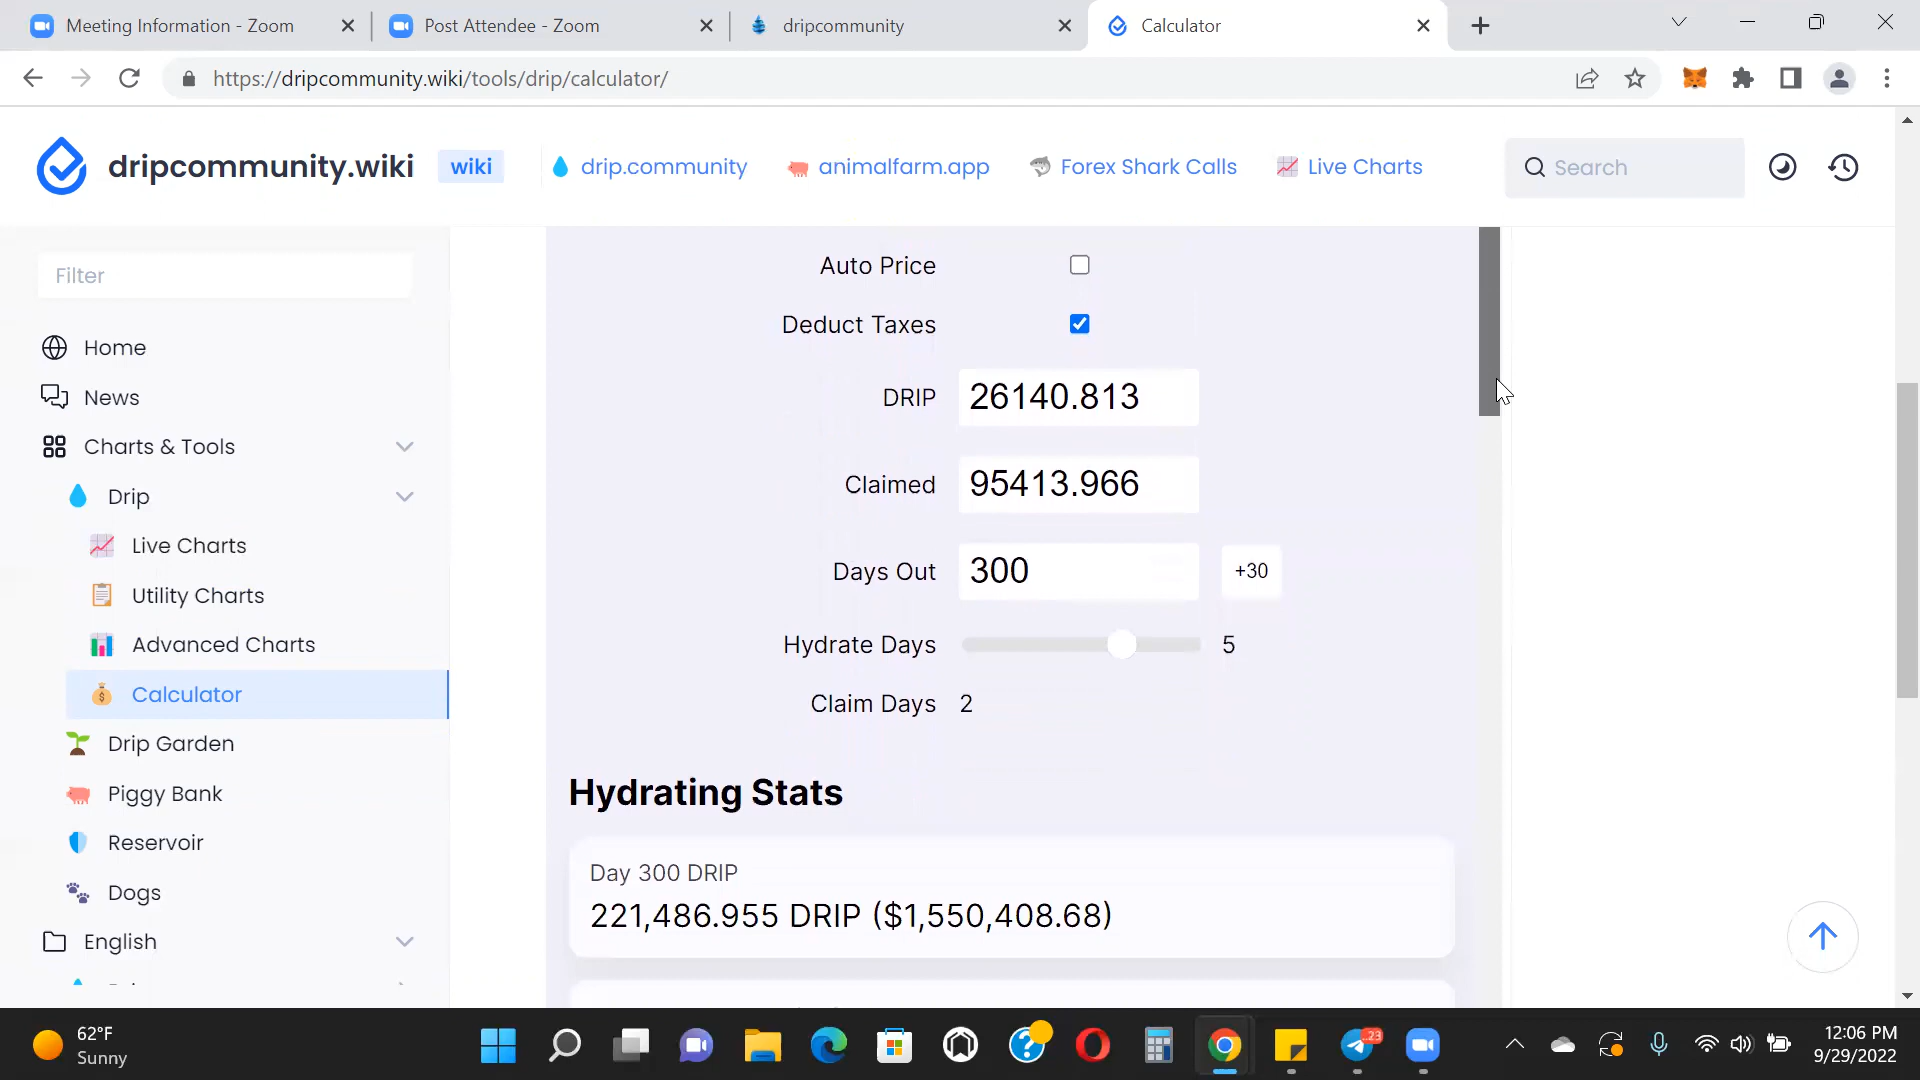 Meeting Information - Zoom
Post Attendee - Zoom
dripcommunity
Calculator
https://dripcommunity.wiki/tools/drip/calculator/
dripcommunity.wiki
wiki
drip.community
animalfarm.app
Forex Shark Calls
Live Charts
Search
Filter
Home
News
Charts & Tools
Drip
Live Charts
Utility Charts
Advanced Charts
Calculator
Drip Garden
Piggy Bank
Reservoir
Dogs
English
Auto Price
Deduct Taxes
DRIP 26140.813
Claimed 95413.966
Days Out 300 +30
Hydrate Days 5
Claim Days 2
Hydrating Stats
Day 300 DRIP
221,486.955 DRIP ($1,550,408.68)
62°F
Sunny
23
12:06 PM
9/29/2022